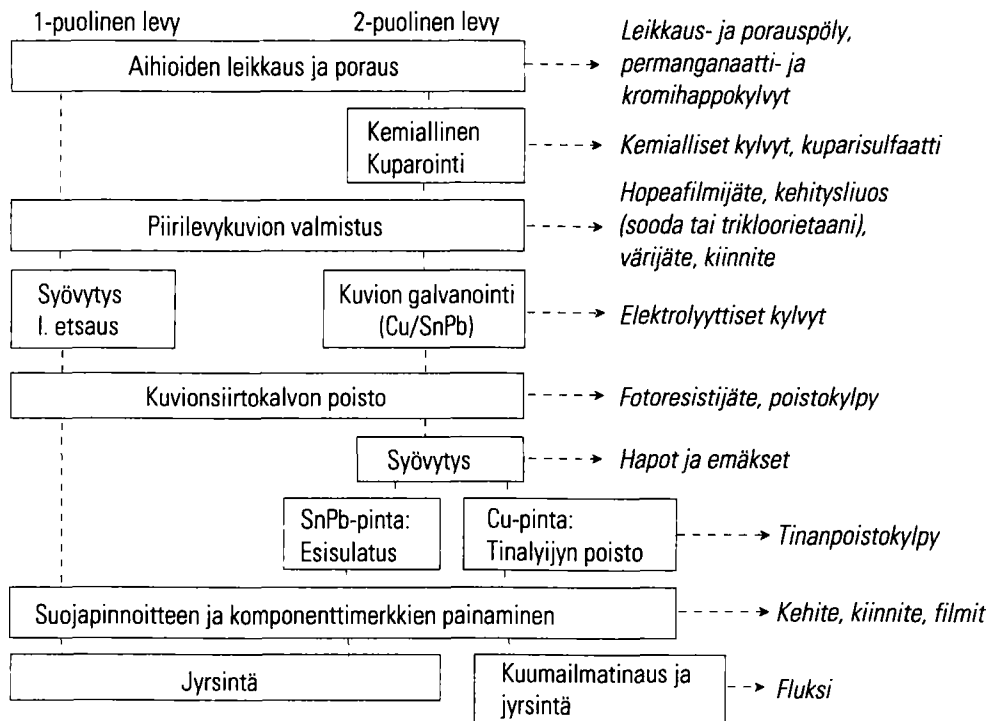 1-puolinen levy
2-puolinen levy
Aihioiden leikkaus ja poraus
Leikkaus- ja porauspöly,
permanganaatti- ja
kromihappokylvyt
Kemiallinen
Kuparointi
Kemialliset kylvyt, kuparisulfaatti
Piirilevykuvion valmistus
Hopeafilmijäte, kehitysliuos
(sooda tai trikloorietaani),
värijäte, kiinnite
Syövytys
l. etsaus
Kuvion galvanointi
(Cu/SnPb)
Elektrolyyttiset kylvyt
Kuvionsiirtokalvon poisto
Fotoresistijäte, poistokylpy
Syövytys
Hapot ja emäkset
SnPb-pinta:
Esisulatus
Cu-pinta:
Tinalyijyn poisto
Tinanpoistokylpy
Suojapinnoitteen ja komponenttimerkkien painaminen
Kehite, kiinnite, filmit
Jyrsintä
Kuumailmatinaus ja
jyrsintä
Fluksi